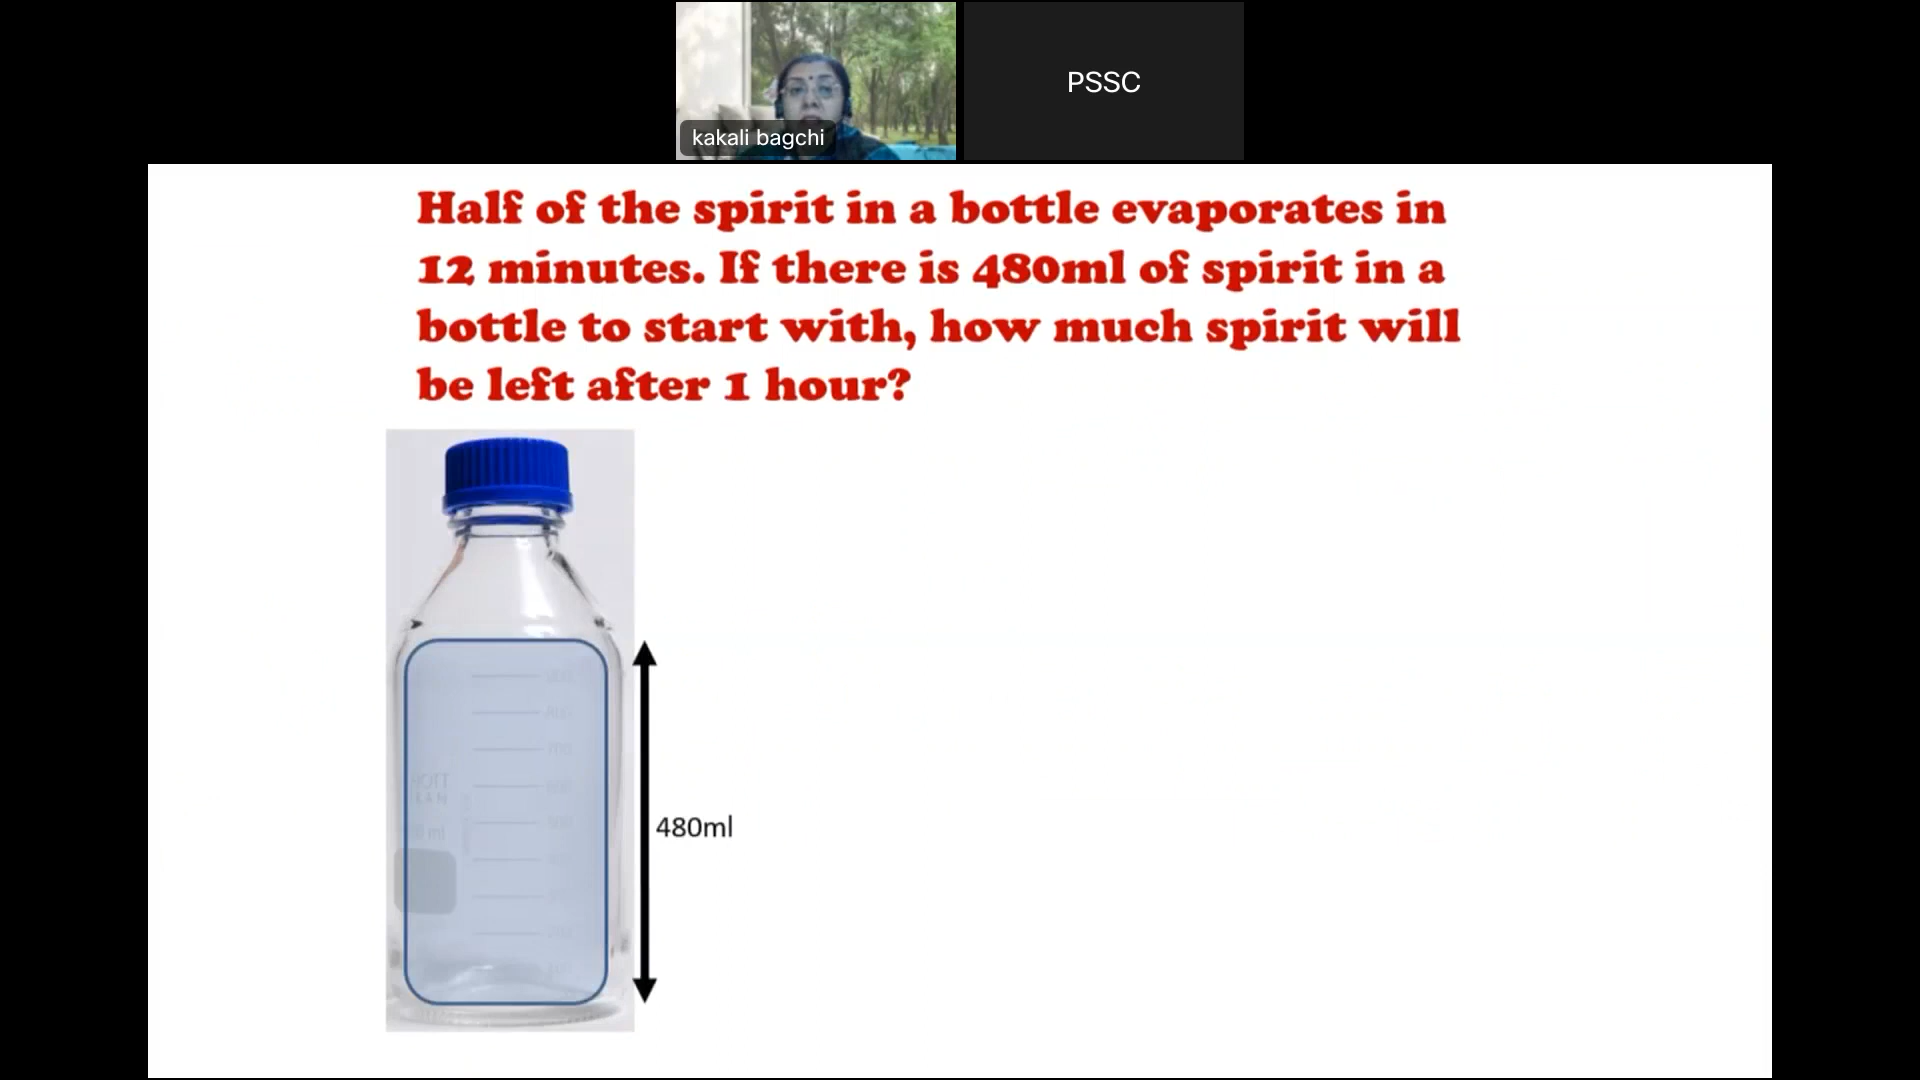 kakali bagchi
PSSC
Half of the spirit in a bottle evaporates in
12 minutes. If there is 480ml of spirit in a
bottle to start with, how much spirit will
be left after 1 hour?
480ml